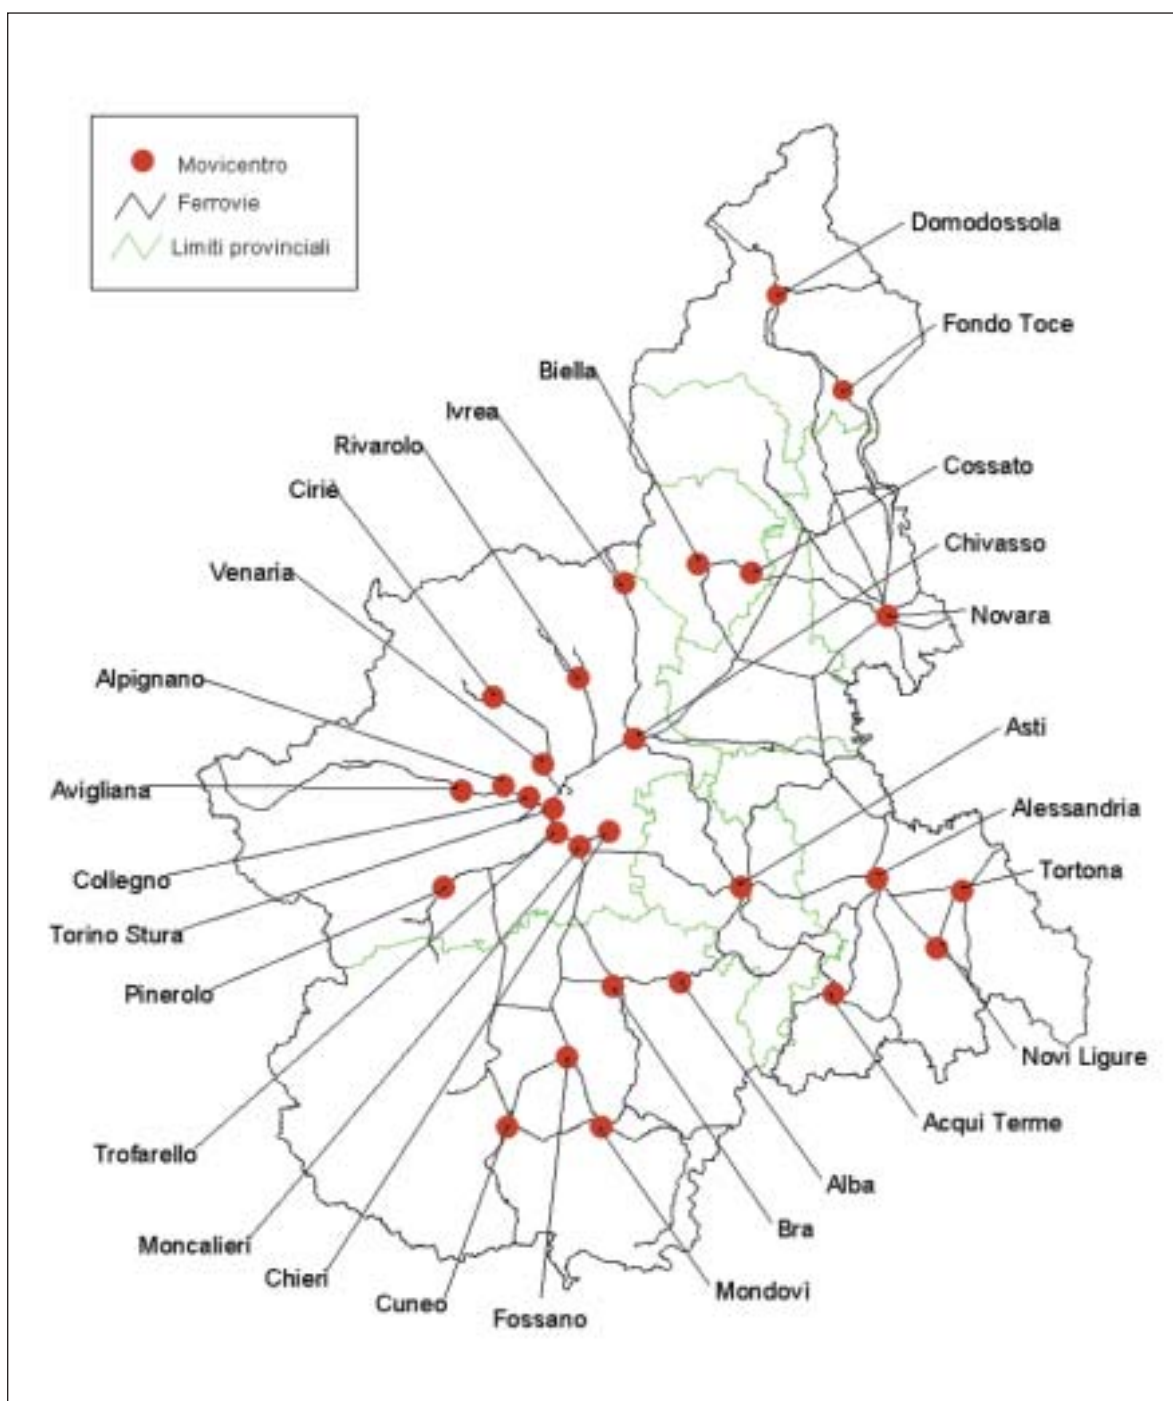 Movicentro
Ferrovie
Limiti provinciali
Domodossola
Fondo Toce
Biella
Ivrea
Rivarolo
Cossato
Ciriè
Chivasso
Venaria
Novara
Alpignano
Asti
Avigliana
Alessandria
Tortona
Collegno
Torino Stura
Pinerolo
Novi Ligure
Acqui Terme
Trofarello
Alba
Bra
Moncalieri
Chieri
Mondovì
Cuneo
Fossano